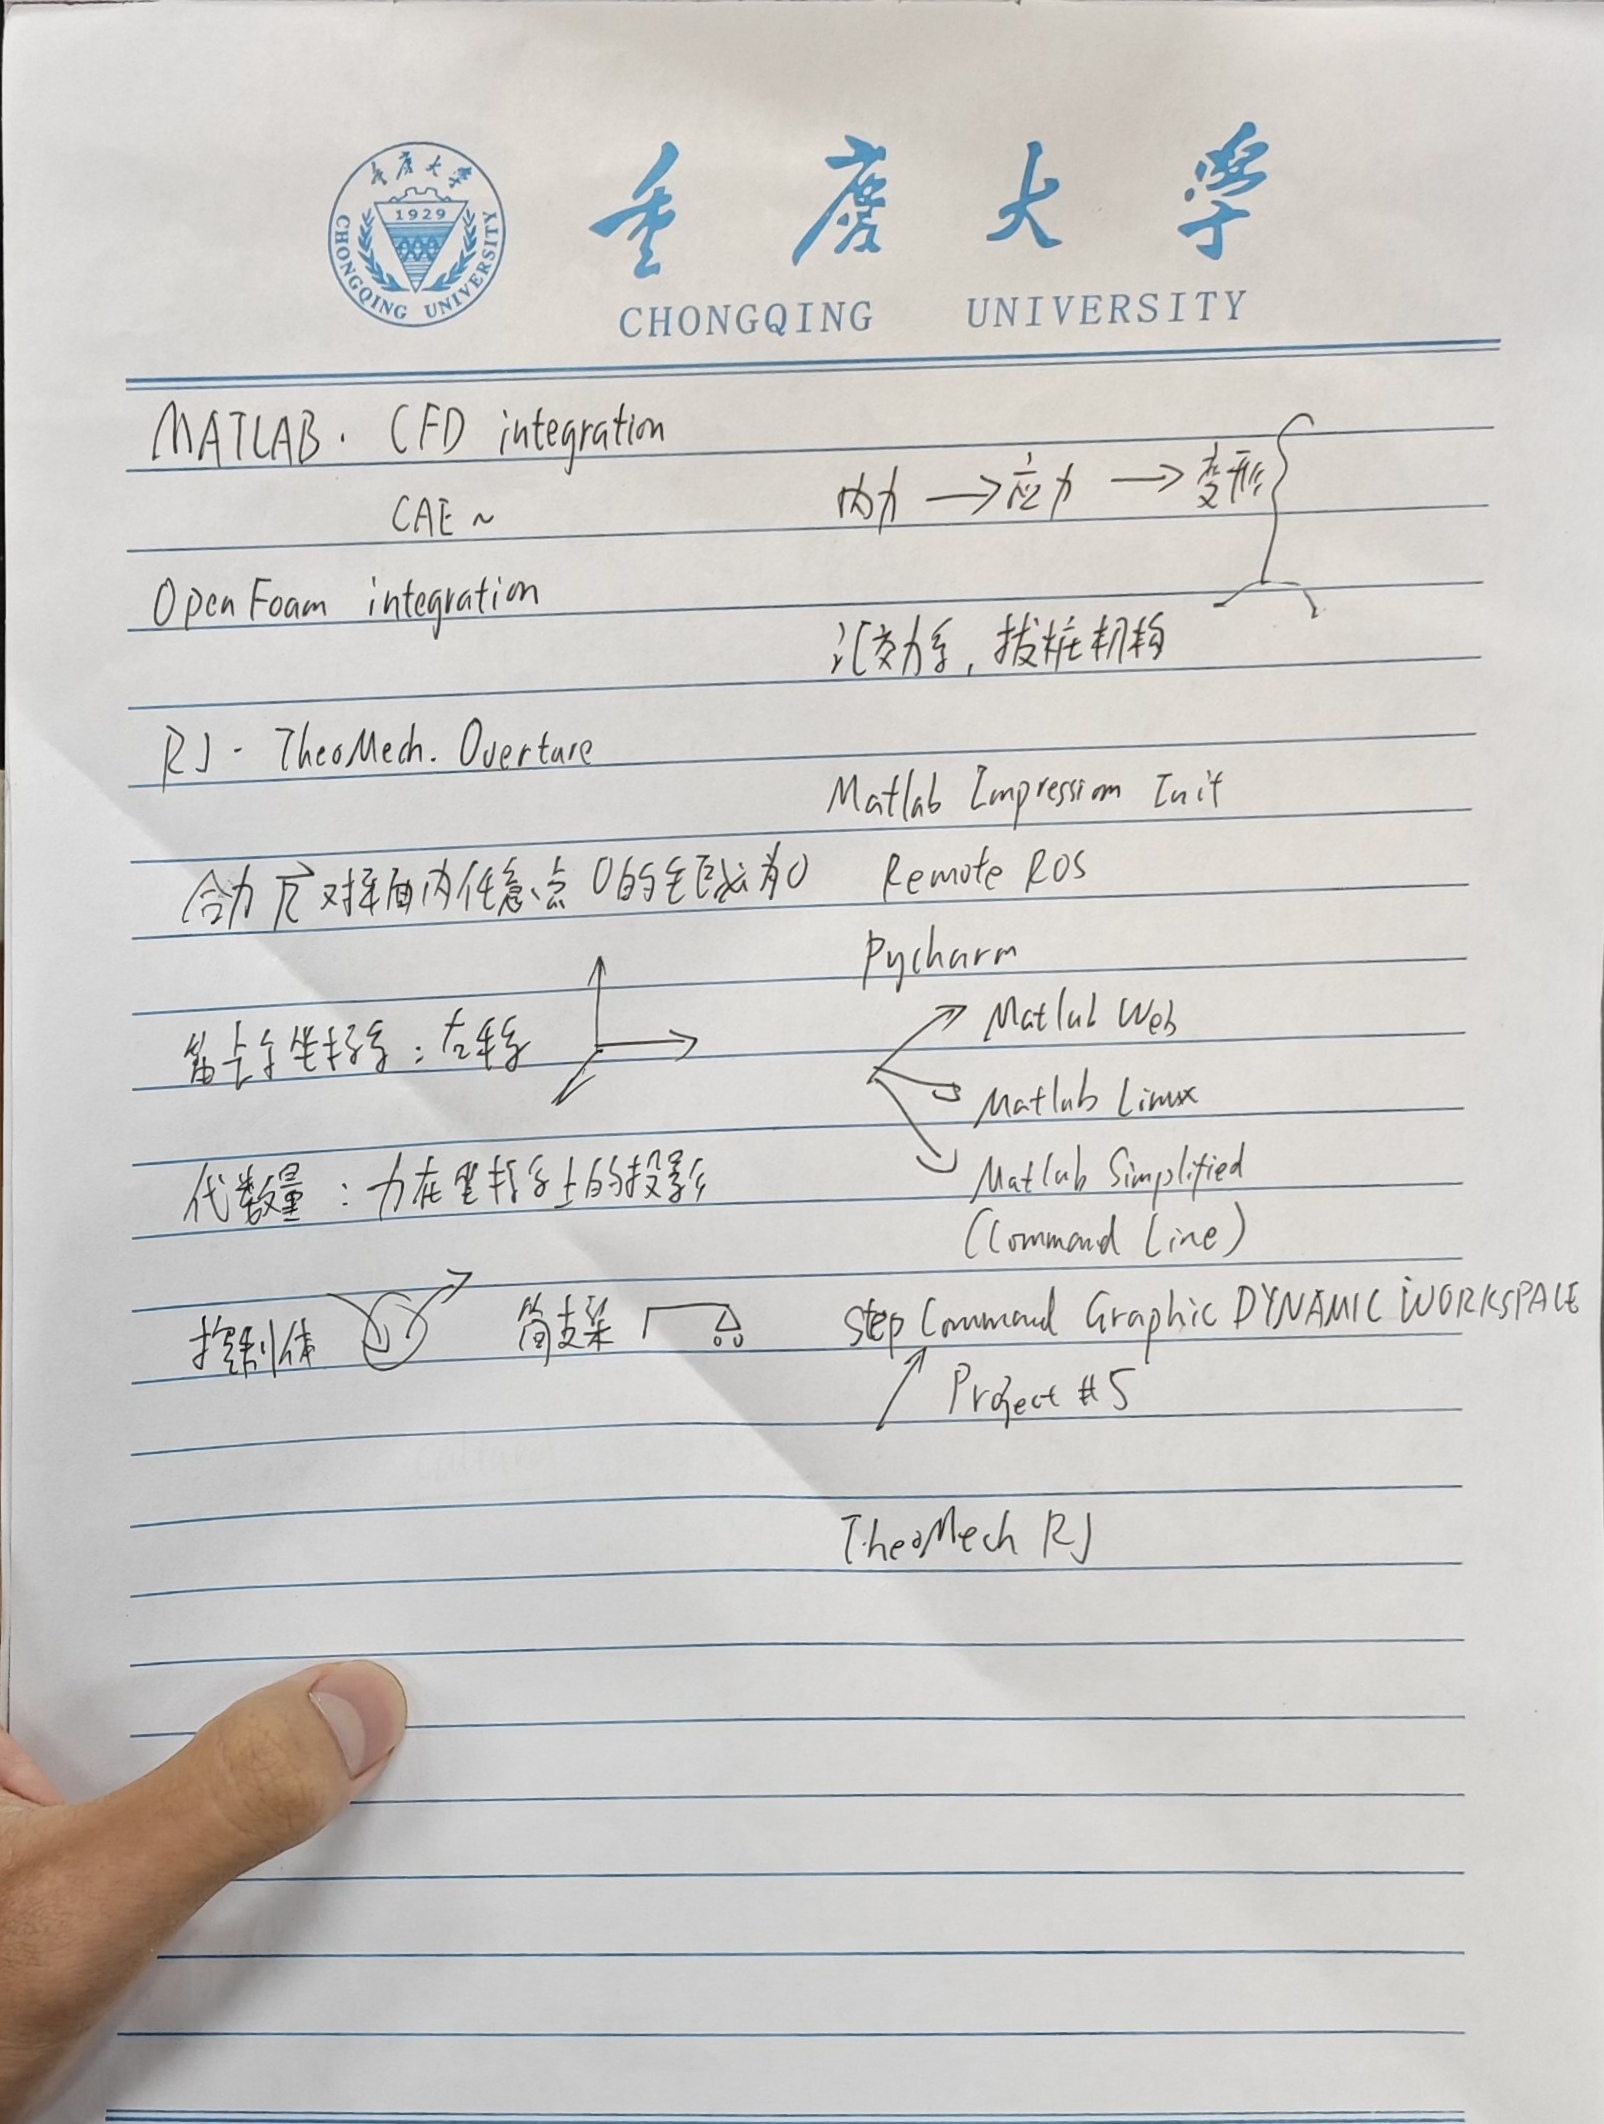 重庆大学
1929
CHONGQING UNIVERSITY
重庆大学
CHONGQING UNIVERSITY
MATLAB. CFD integration
CAE ~
OpenFoam integration
RJ - TheoMech. Overture
合力 R 对平面内任意点 O的主矩为0
笛卡尔坐标系：右手系
代数量：力在坐标系上的投影
控制体 简支梁
内力 → 应力 → 变形
汇交力系，拔桩机构
Matlab Impression Init
Remote ROS
Pycharm
Matlab Web
Matlab Linux
Matlab Simplified
(Command Line)
Step Command Graphic DYNAMIC WORKSPACE
Project #5
TheoMech RJ